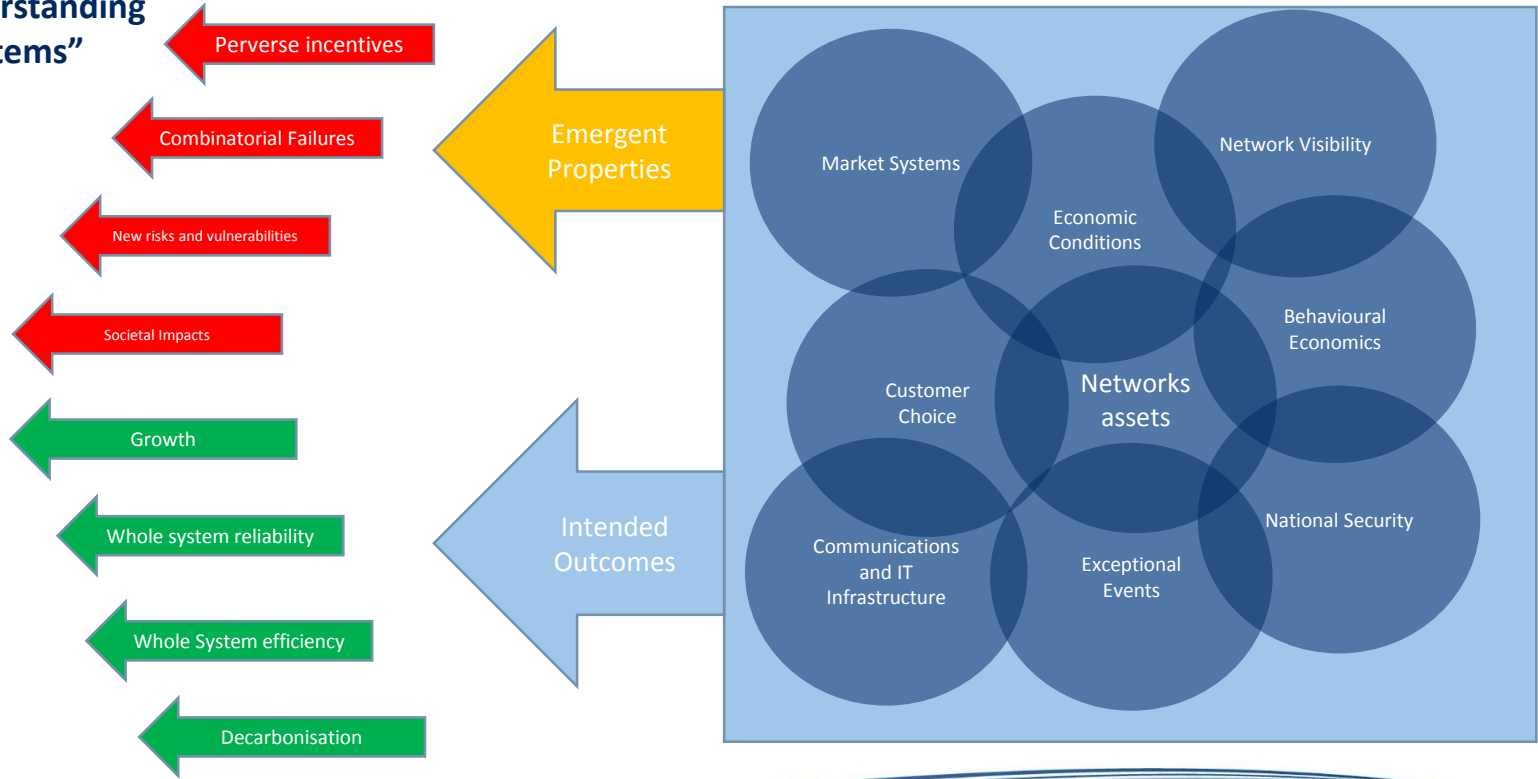 erstanding
tems”
Perverse incentives
Combinatorial Failures
New risks and vulnerabilities
Societal Impacts
Growth
Whole system reliability
Whole System efficiency
Decarbonisation
Emergent
Properties
Intended
Outcomes
Market Systems
Network Visibility
Economic
Conditions
Behavioural
Economics
Customer
Choice
Networks
assets
National Security
Communications
and IT
Infrastructure
Exceptional
Events